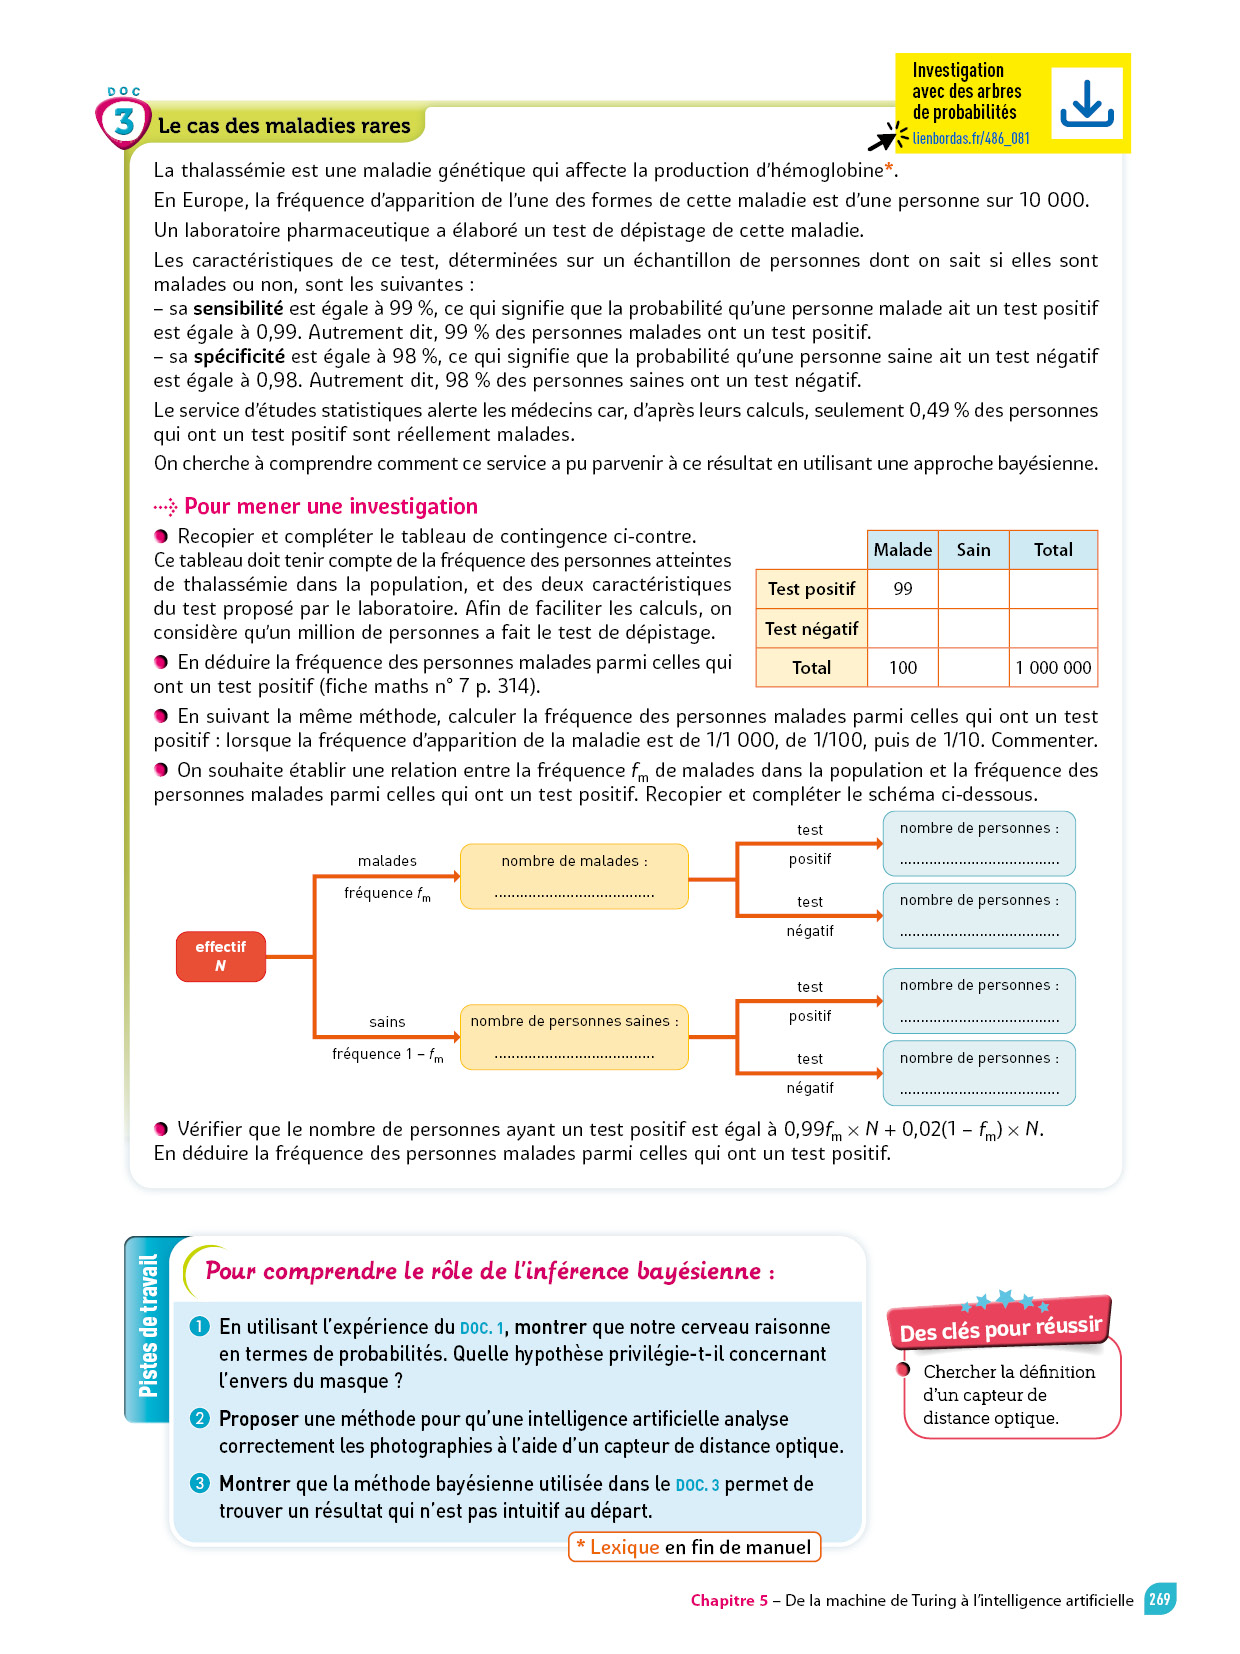 Investigation
avec des arbres
de probabilités
lienbordas.fr/486_081
DOC
3
Le cas des maladies rares
La thalassémie est une maladie génétique qui affecte la production d’hémoglobine*.
En Europe, la fréquence d’apparition de l’une des formes de cette maladie est d’une personne sur 10 000.
Un laboratoire pharmaceutique a élaboré un test de dépistage de cette maladie.
Les caractéristiques de ce test, déterminées sur un échantillon de personnes dont on sait si elles sont
malades ou non, sont les suivantes :
– sa sensibilité est égale à 99 %, ce qui signifie que la probabilité qu’une personne malade ait un test positif
est égale à 0,99. Autrement dit, 99 % des personnes malades ont un test positif.
– sa spécificité est égale à 98 %, ce qui signifie que la probabilité qu’une personne saine ait un test négatif
est égale à 0,98. Autrement dit, 98 % des personnes saines ont un test négatif.
Le service d’études statistiques alerte les médecins car, d’après leurs calculs, seulement 0,49 % des personnes
qui ont un test positif sont réellement malades.
On cherche à comprendre comment ce service a pu parvenir à ce résultat en utilisant une approche bayésienne.
Pour mener une investigation
Recopier et compléter le tableau de contingence ci-contre.
Ce tableau doit tenir compte de la fréquence des personnes atteintes
de thalassémie dans la population, et des deux caractéristiques
du test proposé par le laboratoire. Afin de faciliter les calculs, on
considère qu’un million de personnes a fait le test de dépistage.
En déduire la fréquence des personnes malades parmi celles qui
ont un test positif (fiche maths n° 7 p. 314).
Malade Sain Total
Test positif 99
Test négatif
Total 100 1 000 000
En suivant la même méthode, calculer la fréquence des personnes malades parmi celles qui ont un test
positif : lorsque la fréquence d’apparition de la maladie est de 1/1 000, de 1/100, puis de 1/10. Commenter.
On souhaite établir une relation entre la fréquence fm de malades dans la population et la fréquence des
personnes malades parmi celles qui ont un test positif. Recopier et compléter le schéma ci-dessous.
effectif
N
malades
fréquence fm
nombre de malades :
......................................
test
positif
nombre de personnes :
......................................
test
négatif
nombre de personnes :
......................................
sains
fréquence 1 – fm
nombre de personnes saines :
......................................
test
positif
nombre de personnes :
......................................
test
négatif
nombre de personnes :
......................................
Vérifier que le nombre de personnes ayant un test positif est égal à 0,99fm × N + 0,02(1 – fm) × N.
En déduire la fréquence des personnes malades parmi celles qui ont un test positif.
Pistes de travail
Pour comprendre le rôle de l’inférence bayésienne :
1 En utilisant l’expérience du DOC. 1, montrer que notre cerveau raisonne
en termes de probabilités. Quelle hypothèse privilégie-t-il concernant
l’envers du masque ?
2 Proposer une méthode pour qu’une intelligence artificielle analyse
correctement les photographies à l’aide d’un capteur de distance optique.
3 Montrer que la méthode bayésienne utilisée dans le DOC. 3 permet de
trouver un résultat qui n’est pas intuitif au départ.
* Lexique en fin de manuel
Des clés pour réussir
Chercher la définition
d’un capteur de
distance optique.
Chapitre 5 – De la machine de Turing à l’intelligence artificielle 269